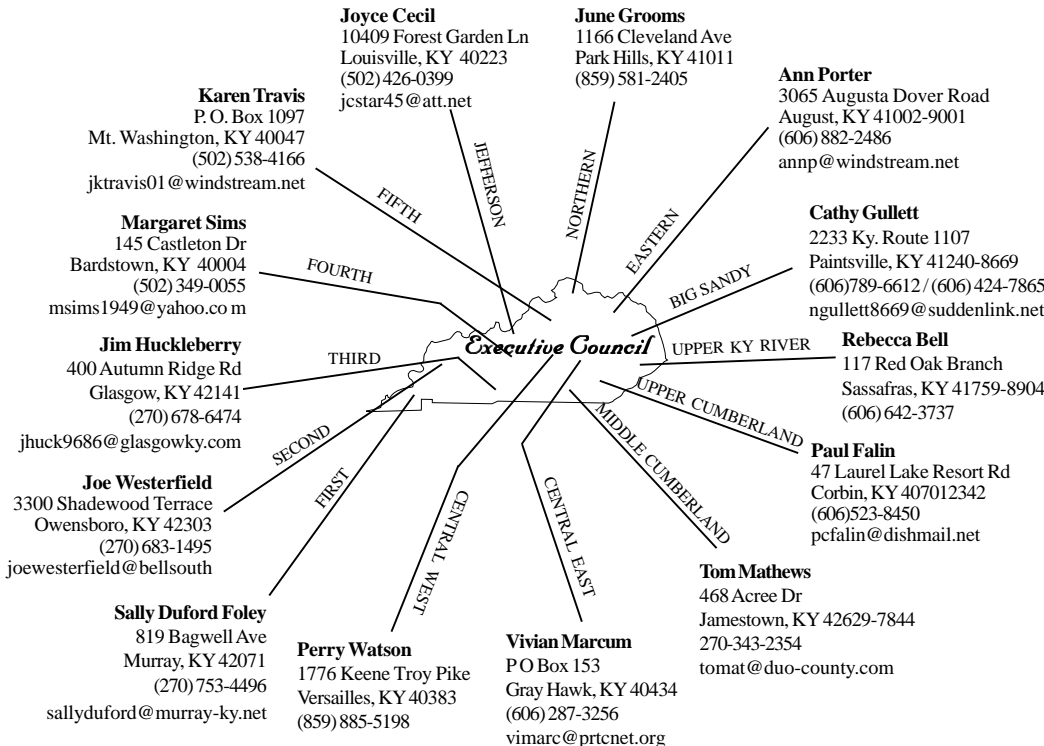 Joyce Cecil
10409 Forest Garden Ln
Louisville, KY 40223
(502) 426-0399
jcstar45@att.net
June Grooms
1166 Cleveland Ave
Park Hills, KY 41011
(859) 581-2405
Ann Porter
3065 Augusta Dover Road
August, KY 41002-9001
(606) 882-2486
annp@windstream.net
Karen Travis
P. O. Box 1097
Mt. Washington, KY 40047
(502) 538-4166
jktravis01@windstream.net
JEFFERSON
NORTHERN
EASTERN
FIFTH
Margaret Sims
145 Castleton Dr
Bardstown, KY 40004
(502) 349-0055
msims1949@yahoo.co m
FOURTH
BIG SANDY
Cathy Gullett
2233 Ky. Route 1107
Paintsville, KY 41240-8669
(606)789-6612 / (606) 424-7865
ngullett8669@suddenlink.net
Executive Council
Jim Huckleberry
400 Autumn Ridge Rd
Glasgow, KY 42141
(270) 678-6474
jhuck9686@glasgowky.com
THIRD
UPPER KY RIVER
Rebecca Bell
117 Red Oak Branch
Sassafras, KY 41759-8904
(606) 642-3737
UPPER CUMBERLAND
SECOND
FIRST
CENTRAL WEST
CENTRAL EAST
MIDDLE CUMBERLAND
Joe Westerfield
3300 Shadewood Terrace
Owensboro, KY 42303
(270) 683-1495
joewesterfield@bellsouth
Paul Falin
47 Laurel Lake Resort Rd
Corbin, KY 407012342
(606)523-8450
pcfalin@dishmail.net
Sally Duford Foley
819 Bagwell Ave
Murray, KY 42071
(270) 753-4496
sallyduford@murray-ky.net
Perry Watson
1776 Keene Troy Pike
Versailles, KY 40383
(859) 885-5198
Vivian Marcum
P O Box 153
Gray Hawk, KY 40434
(606) 287-3256
vimarc@prtcnet.org
Tom Mathews
468 Acree Dr
Jamestown, KY 42629-7844
270-343-2354
tomat@duo-county.com